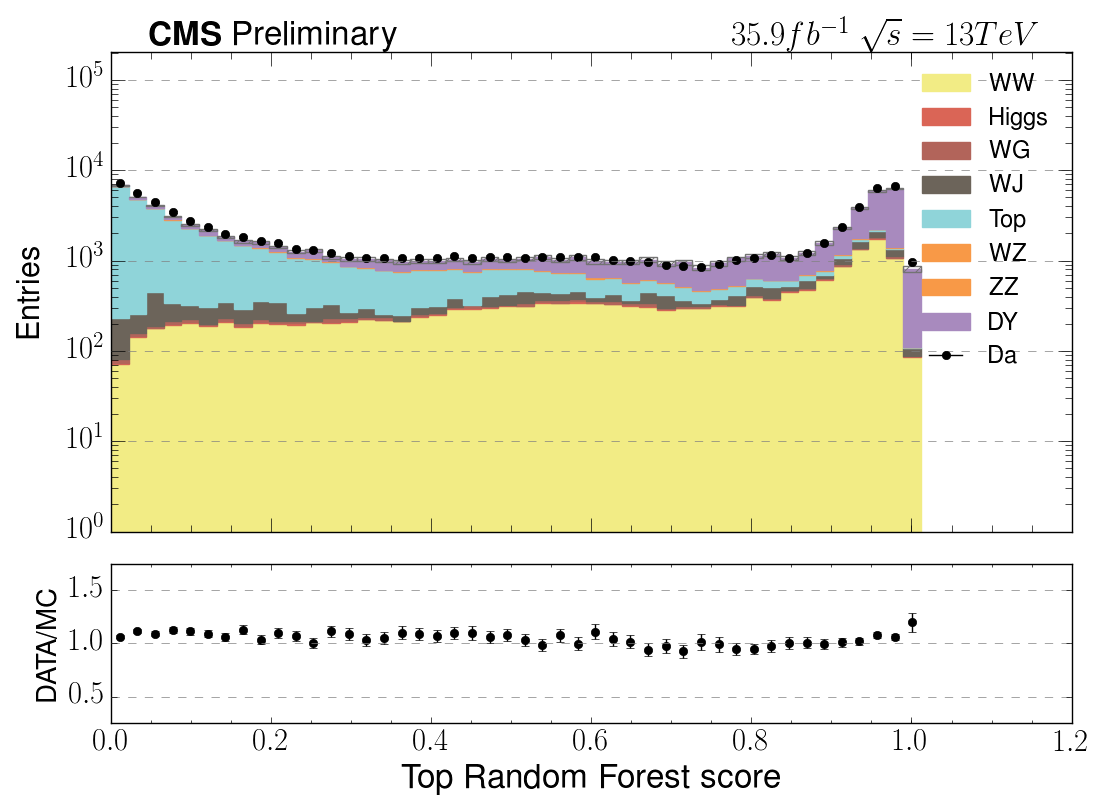 CMS Preliminary 35.9fb⁻¹ √s = 13TeV
10⁵
10⁴
10³
10²
10¹
10⁰
Entries
WW
Higgs
WG
WJ
Top
WZ
ZZ
DY
Da
1.5
1.0
0.5
DATA/MC
0.0 0.2 0.4 0.6 0.8 1.0 1.2
Top Random Forest score